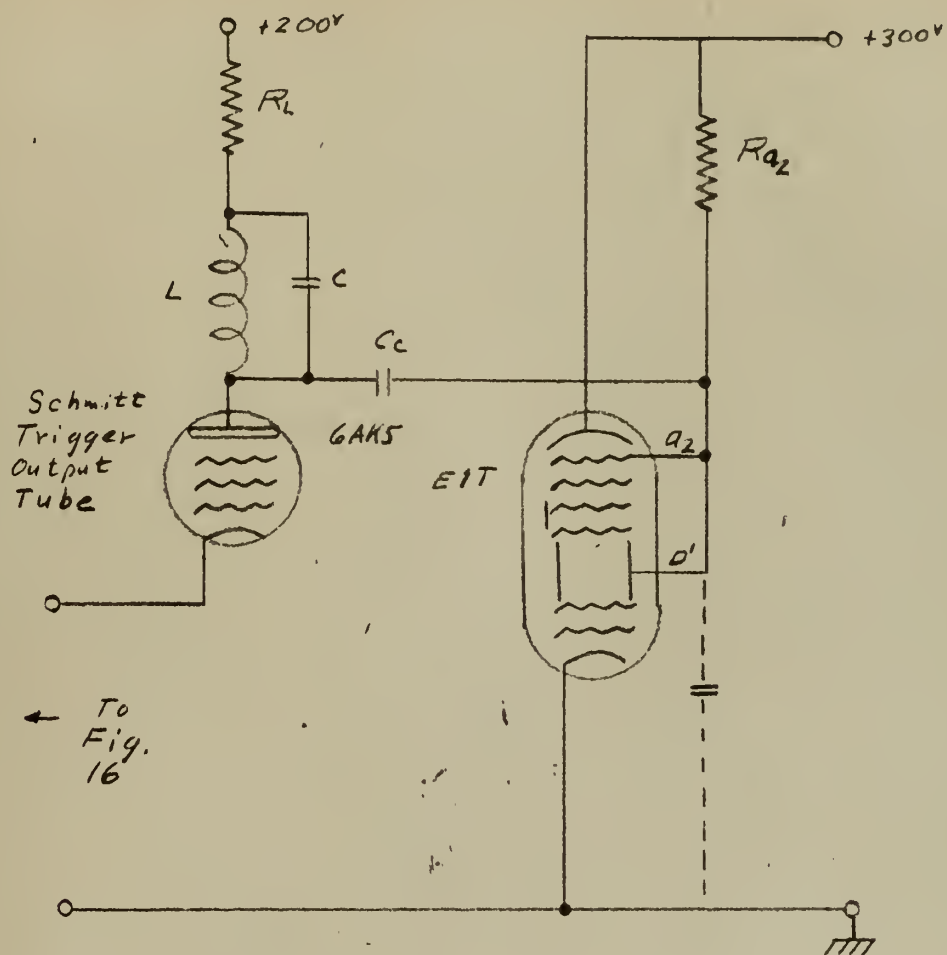 +200v
+300v
RL
Ra2
L
C
Cc
Schmitt
Trigger
Output
Tube
6AK5
E1T
a2
D'
← To
Fig.
16